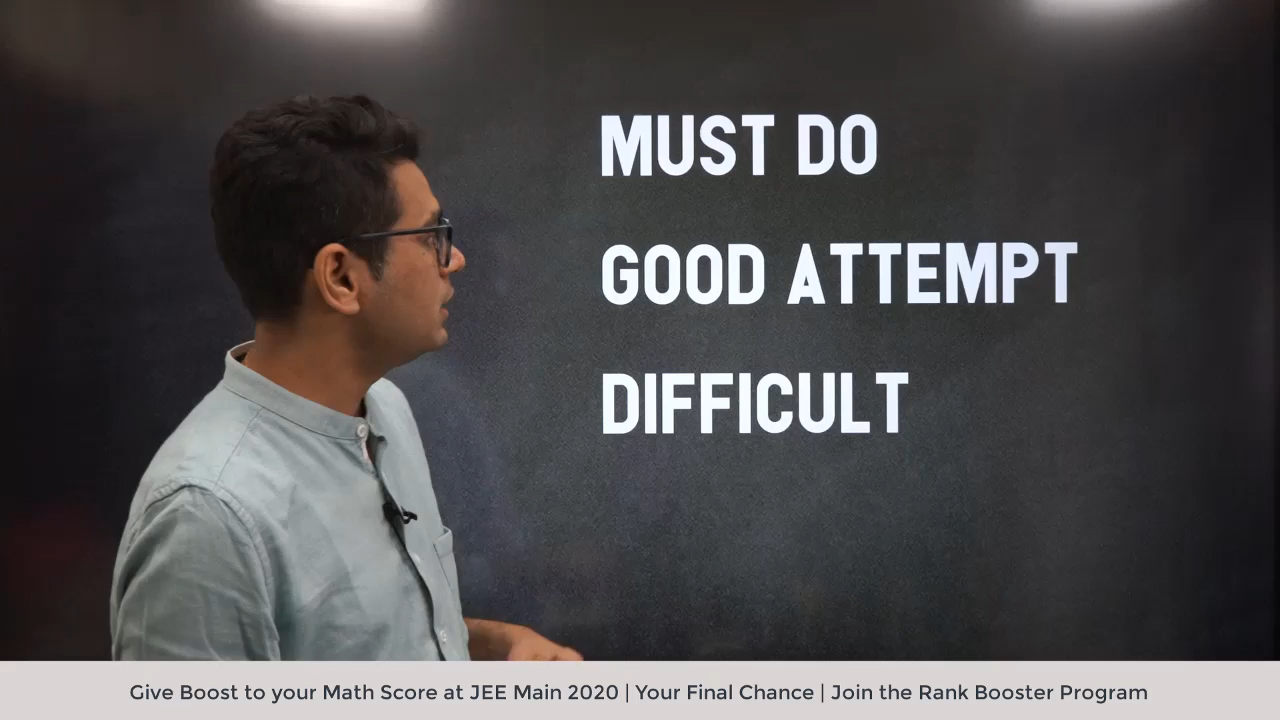 MUST DO
GOOD ATTEMPT
DIFFICULT
Give Boost to your Math Score at JEE Main 2020 | Your Final Chance | Join the Rank Booster Program